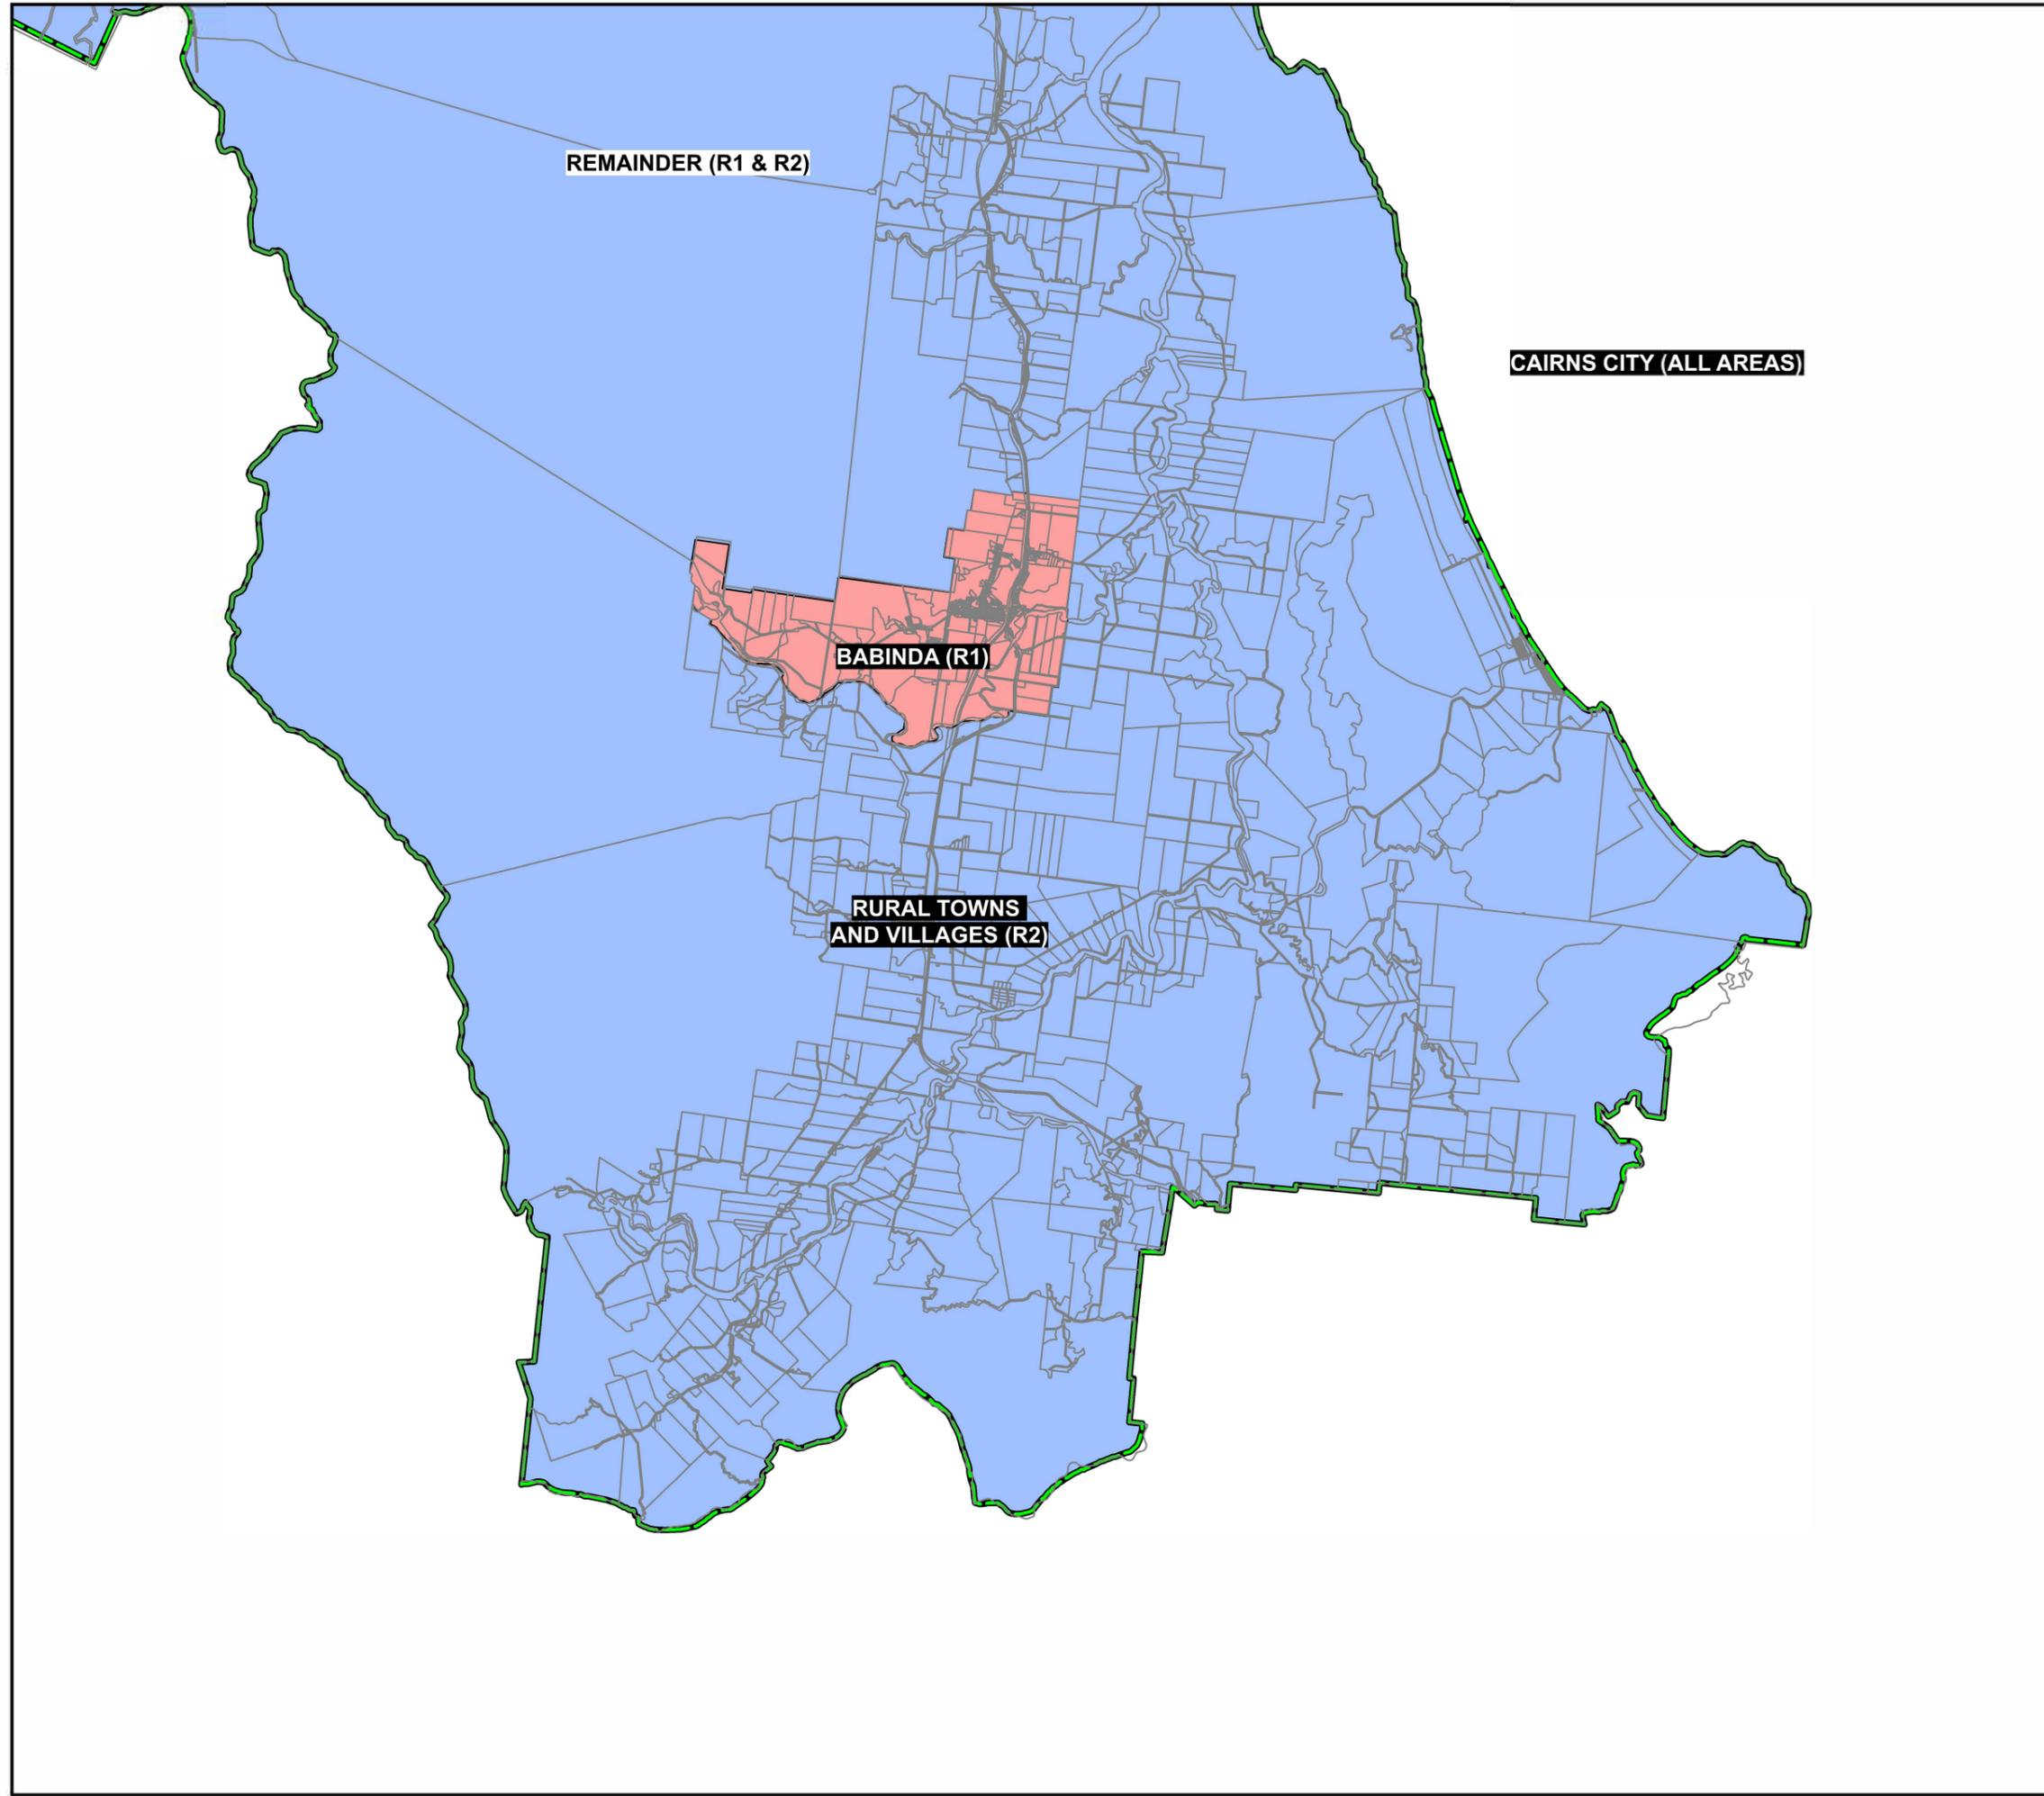 REMAINDER (R1 & R2)
CAIRNS CITY (ALL AREAS)
BABINDA (R1)
RURAL TOWNS
AND VILLAGES (R2)